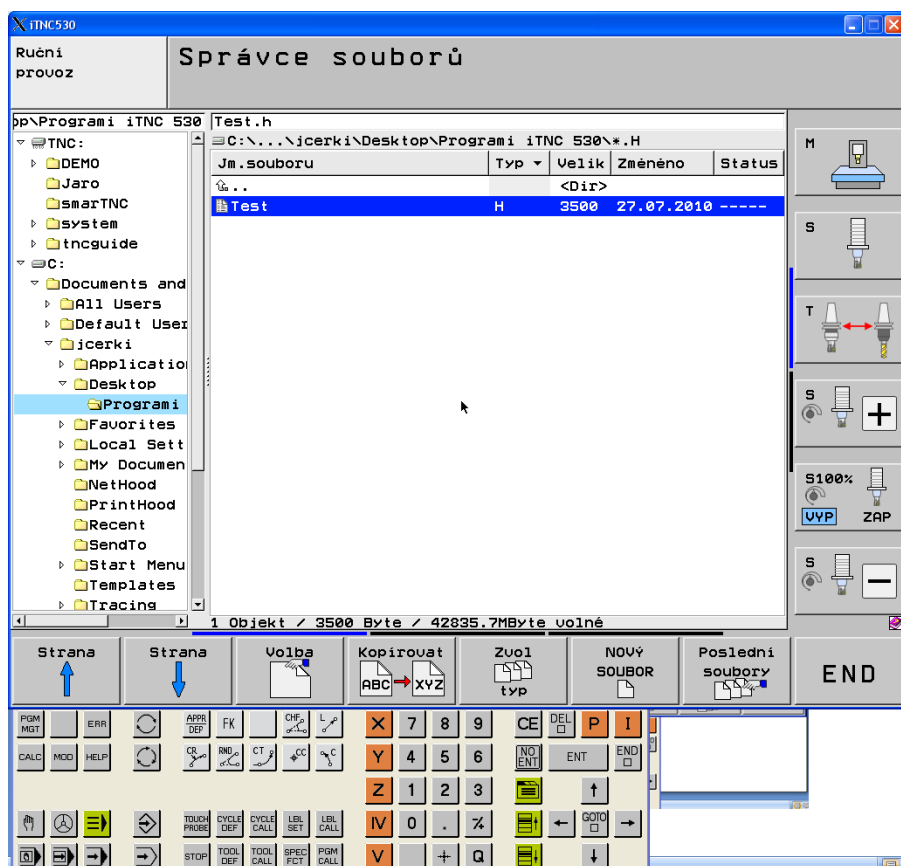 iTNC530
Ruční
provoz
Správce souborů
op\Programi iTNC 530
Test.h
TNC:
DEMO
Jaro
smarTNC
system
tncguide
C:
Documents and
All Users
Default User
jcerki
Applicatio
Desktop
Programi
Favorites
Local Sett
My Documen
NetHood
PrintHood
Recent
SendTo
Start Menu
Templates
Tracing
C:\...\jcerki\Desktop\Programi iTNC 530\*.H
Jm.souboru Typ Velik Změněno Status
..
<Dir>
Test H 3500 27.07.2010 -----
1 Objekt / 3500 Byte / 42835.7MByte volné
M
S
T
S
+
S100%
VYP ZAP
S
-
Strana
Strana
Volba
Kopírovat
ABC XYZ
Zvol
typ
NOVÝ
SOUBOR
Poslední
soubory
END
PGM MGT ERR APPR DEP FK CHF L X 7 8 9 CE DEL P I
CALC MOD HELP CR RND CT CC C Y 4 5 6 NO ENT ENT END
Z 1 2 3
TOUCH PROBE CYCLE DEF CYCLE CALL LBL SET LBL CALL IV 0 . 7/ GOTO
STOP TOOL DEF TOOL CALL SPEC FCT PGM CALL V Q